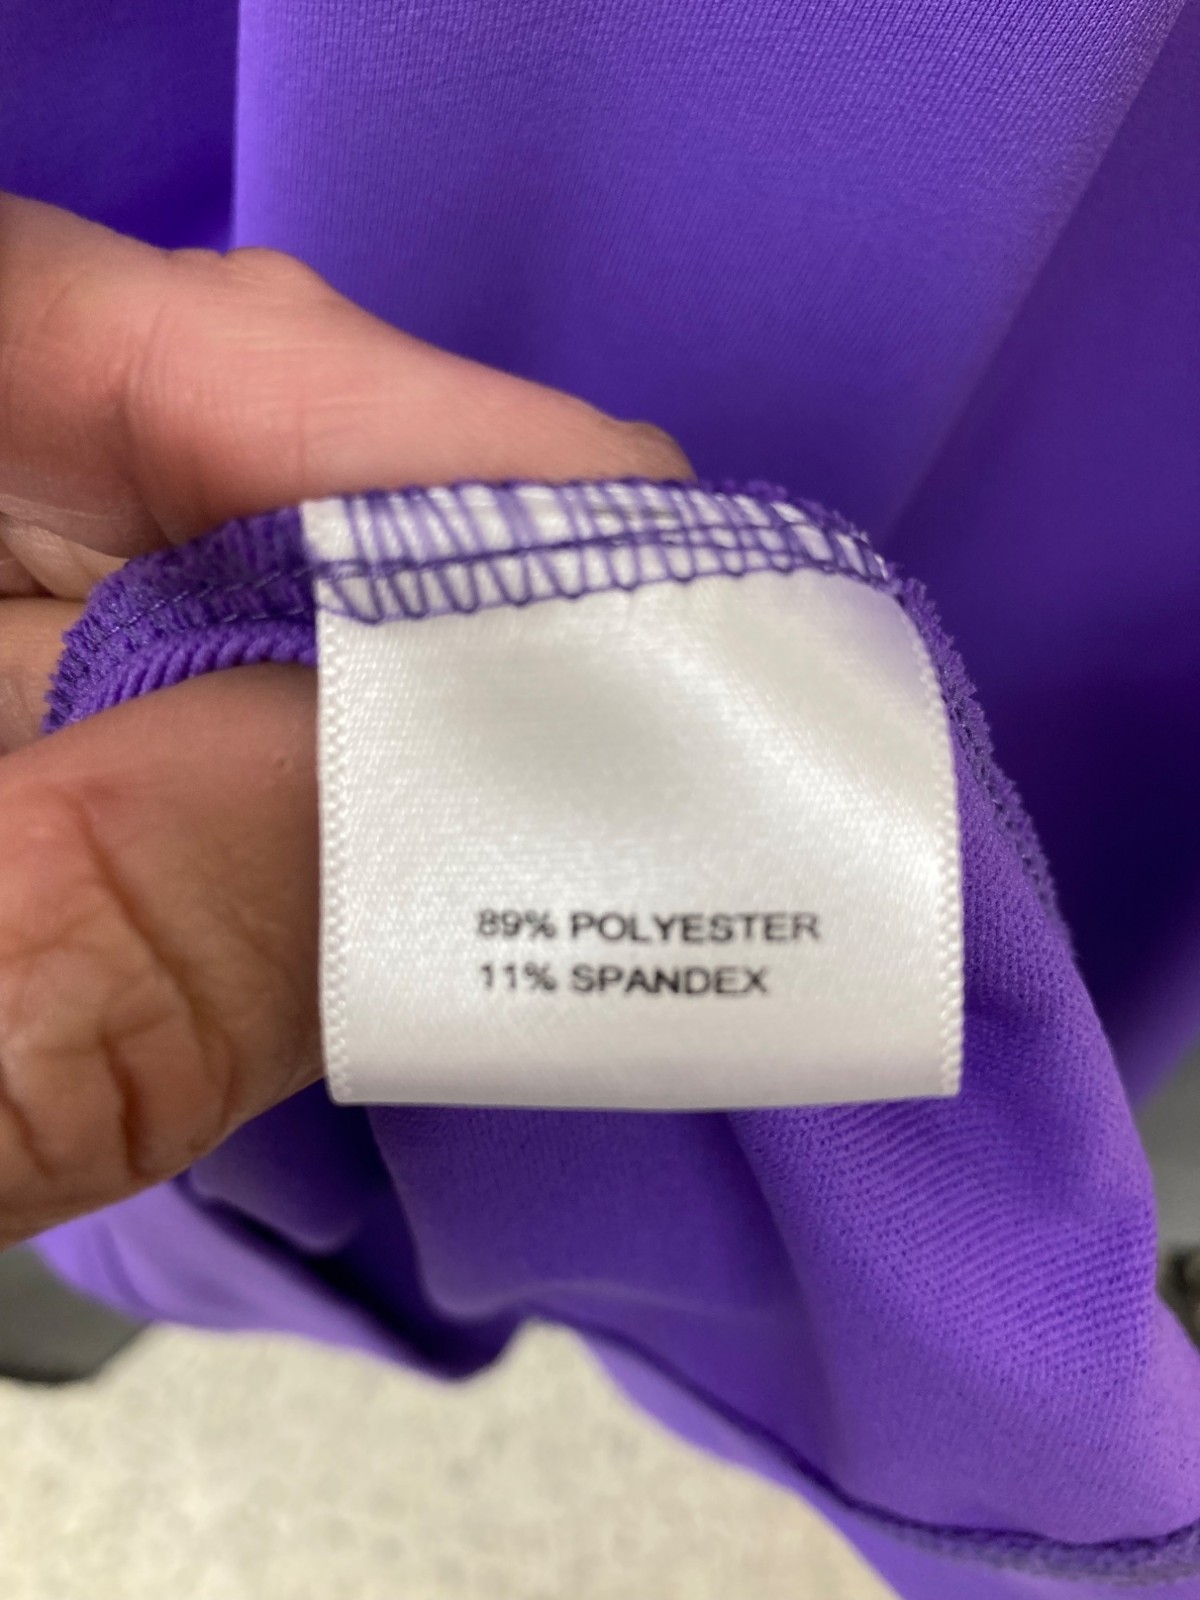 89% POLYESTER
11% SPANDEX